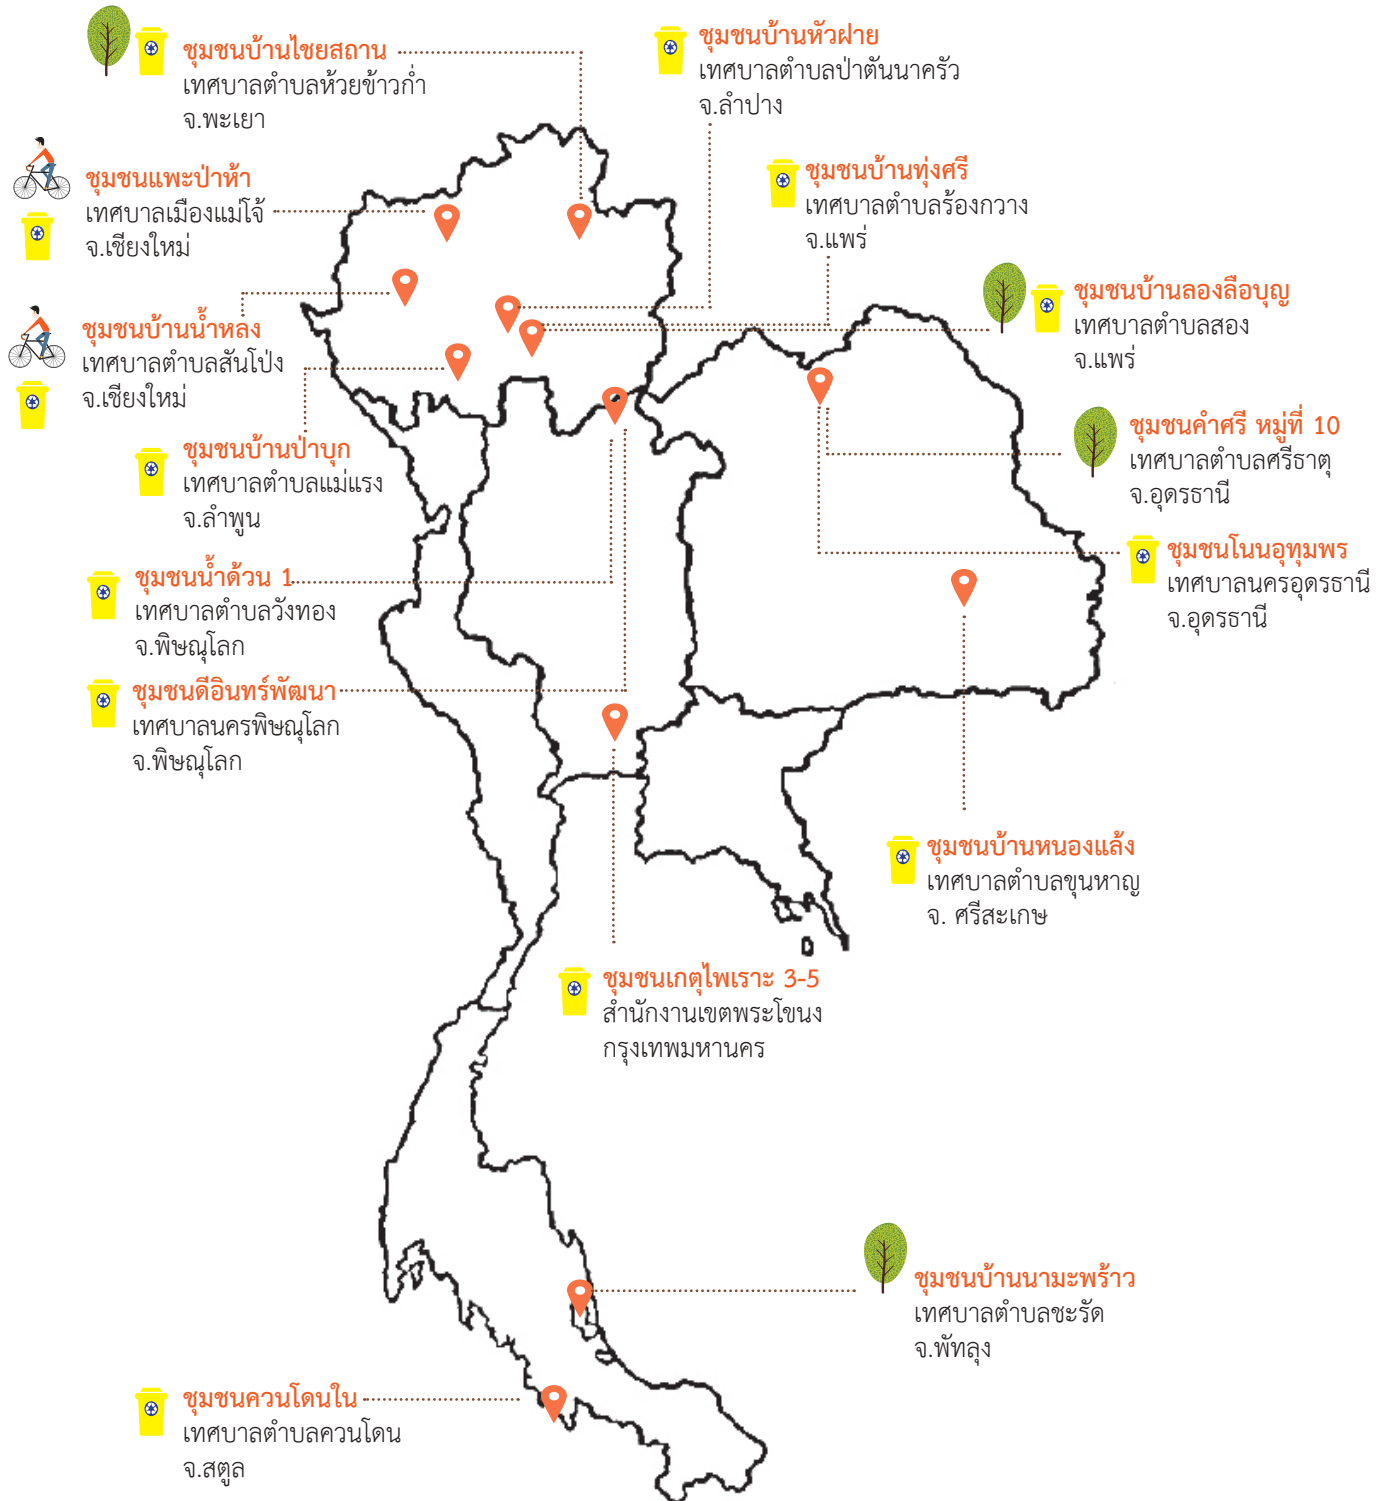 ชุมชนบ้านไชยสถาน
เทศบาลตำบลห้วยข้าวก่ำ
จ.พะเยา
ชุมชนบ้านหัวฝาย
เทศบาลตำบลป่าตันนาครัว
จ.ลำปาง
ชุมชนแพะป่าห้า
เทศบาลเมืองแม่โจ้
จ.เชียงใหม่
ชุมชนบ้านทุ่งศรี
เทศบาลตำบลร้องกวาง
จ.แพร่
ชุมชนบ้านลองลือบุญ
เทศบาลตำบลสอง
จ.แพร่
ชุมชนบ้านน้ำหลง
เทศบาลตำบลสันโป่ง
จ.เชียงใหม่
ชุมชนคำศรี หมู่ที่ 10
เทศบาลตำบลศรีธาตุ
จ.อุดรธานี
ชุมชนบ้านป่าบุก
เทศบาลตำบลแม่แรง
จ.ลำพูน
ชุมชนโนนอุทุมพร
เทศบาลนครอุดรธานี
จ.อุดรธานี
ชุมชนน้ำด้วน 1
เทศบาลตำบลวังทอง
จ.พิษณุโลก
ชุมชนดีอินทร์พัฒนา
เทศบาลนครพิษณุโลก
จ.พิษณุโลก
ชุมชนบ้านหนองแล้ง
เทศบาลตำบลขุนหาญ
จ. ศรีสะเกษ
ชุมชนเกตุไพเราะ 3-5
สำนักงานเขตพระโขนง
กรุงเทพมหานคร
ชุมชนบ้านนามะพร้าว
เทศบาลตำบลชะรัด
จ.พัทลุง
ชุมชนควนโดนใน
เทศบาลตำบลควนโดน
จ.สตูล